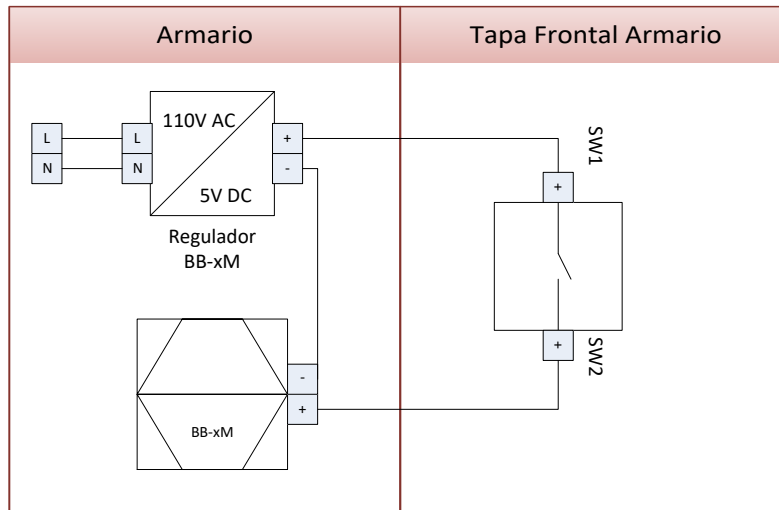 Armario
Tapa Frontal Armario
110V AC
L
L
+
SW1
N
N
-
5V DC
+
Regulador
BB-xM
+
SW2
-
+
BB-xM